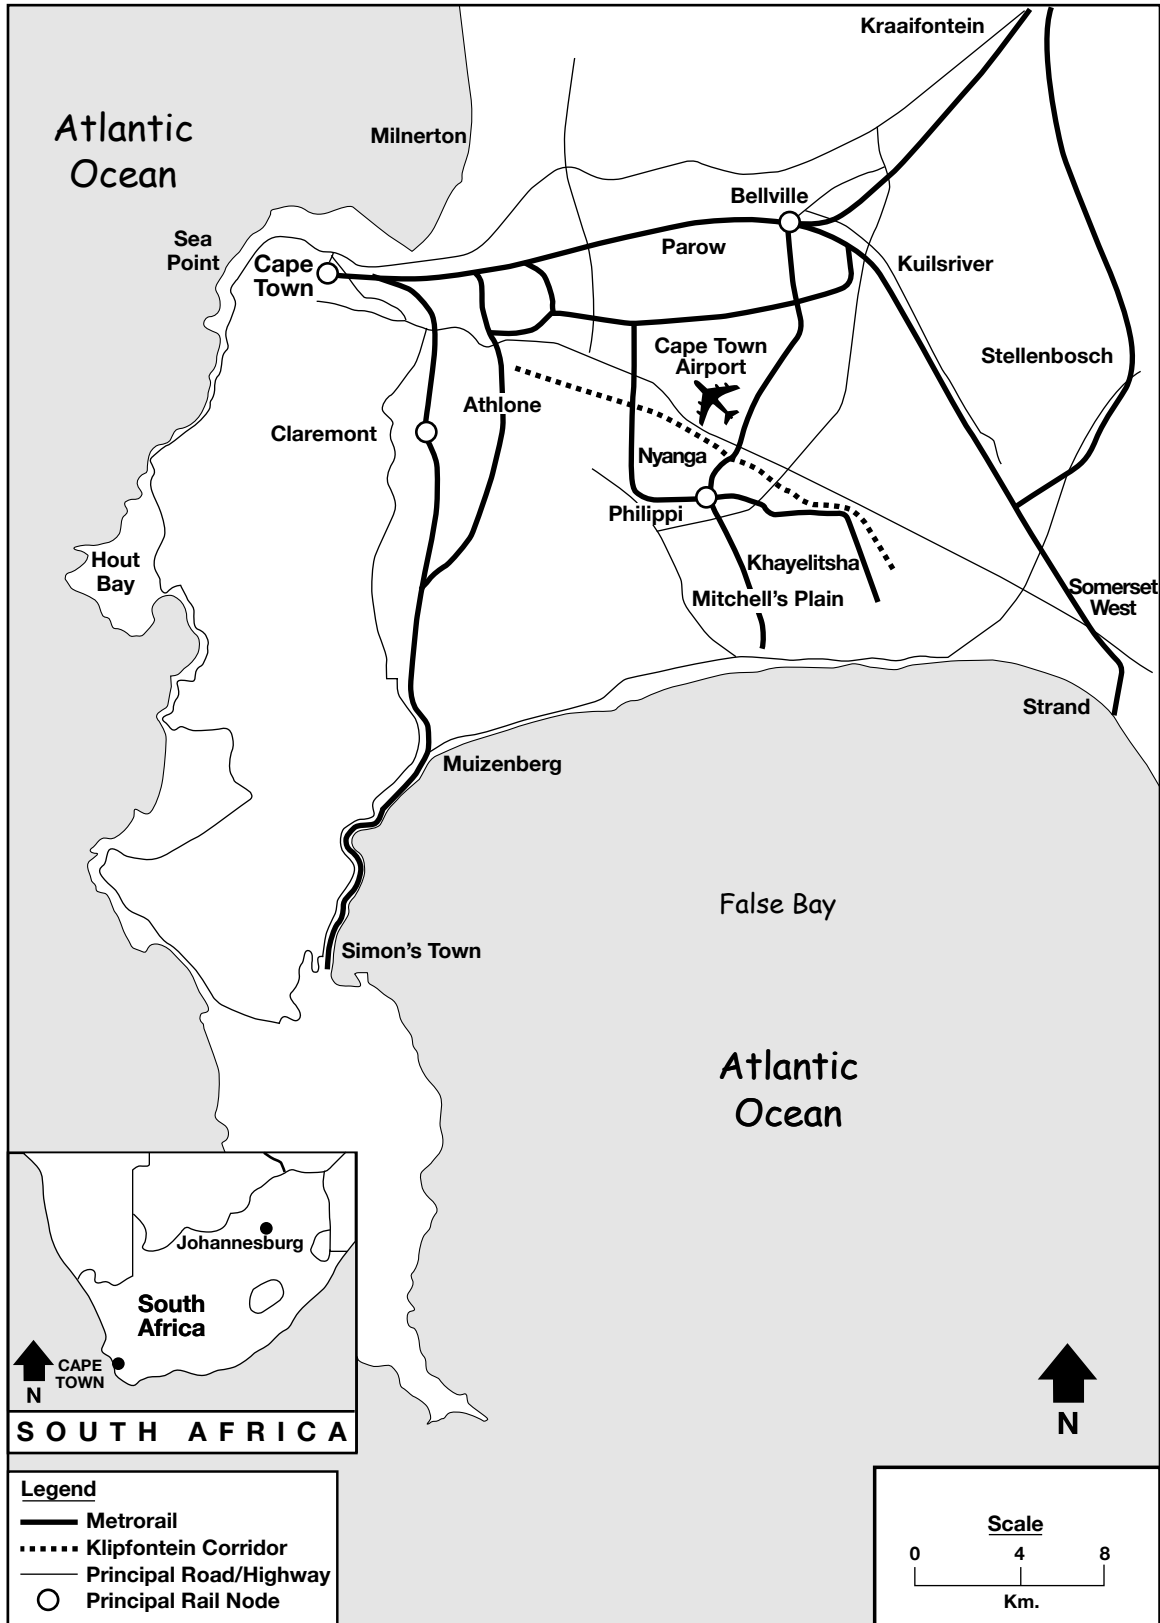 Kraaifontein
Atlantic
Ocean
Milnerton
Bellville
Sea
Point
Parow
Cape
Town
Kuilsriver
Cape Town
Airport
Stellenbosch
Athlone
Claremont
Nyanga
Philippi
Hout
Bay
Khayelitsha
Mitchell's Plain
Somerset
West
Strand
Muizenberg
False Bay
Simon's Town
Atlantic
Ocean
Johannesburg
South
Africa
CAPE
TOWN
N
SOUTH AFRICA
N
Legend
Metrorail
Klipfontein Corridor
Principal Road/Highway
Principal Rail Node
Scale
0 4 8
Km.